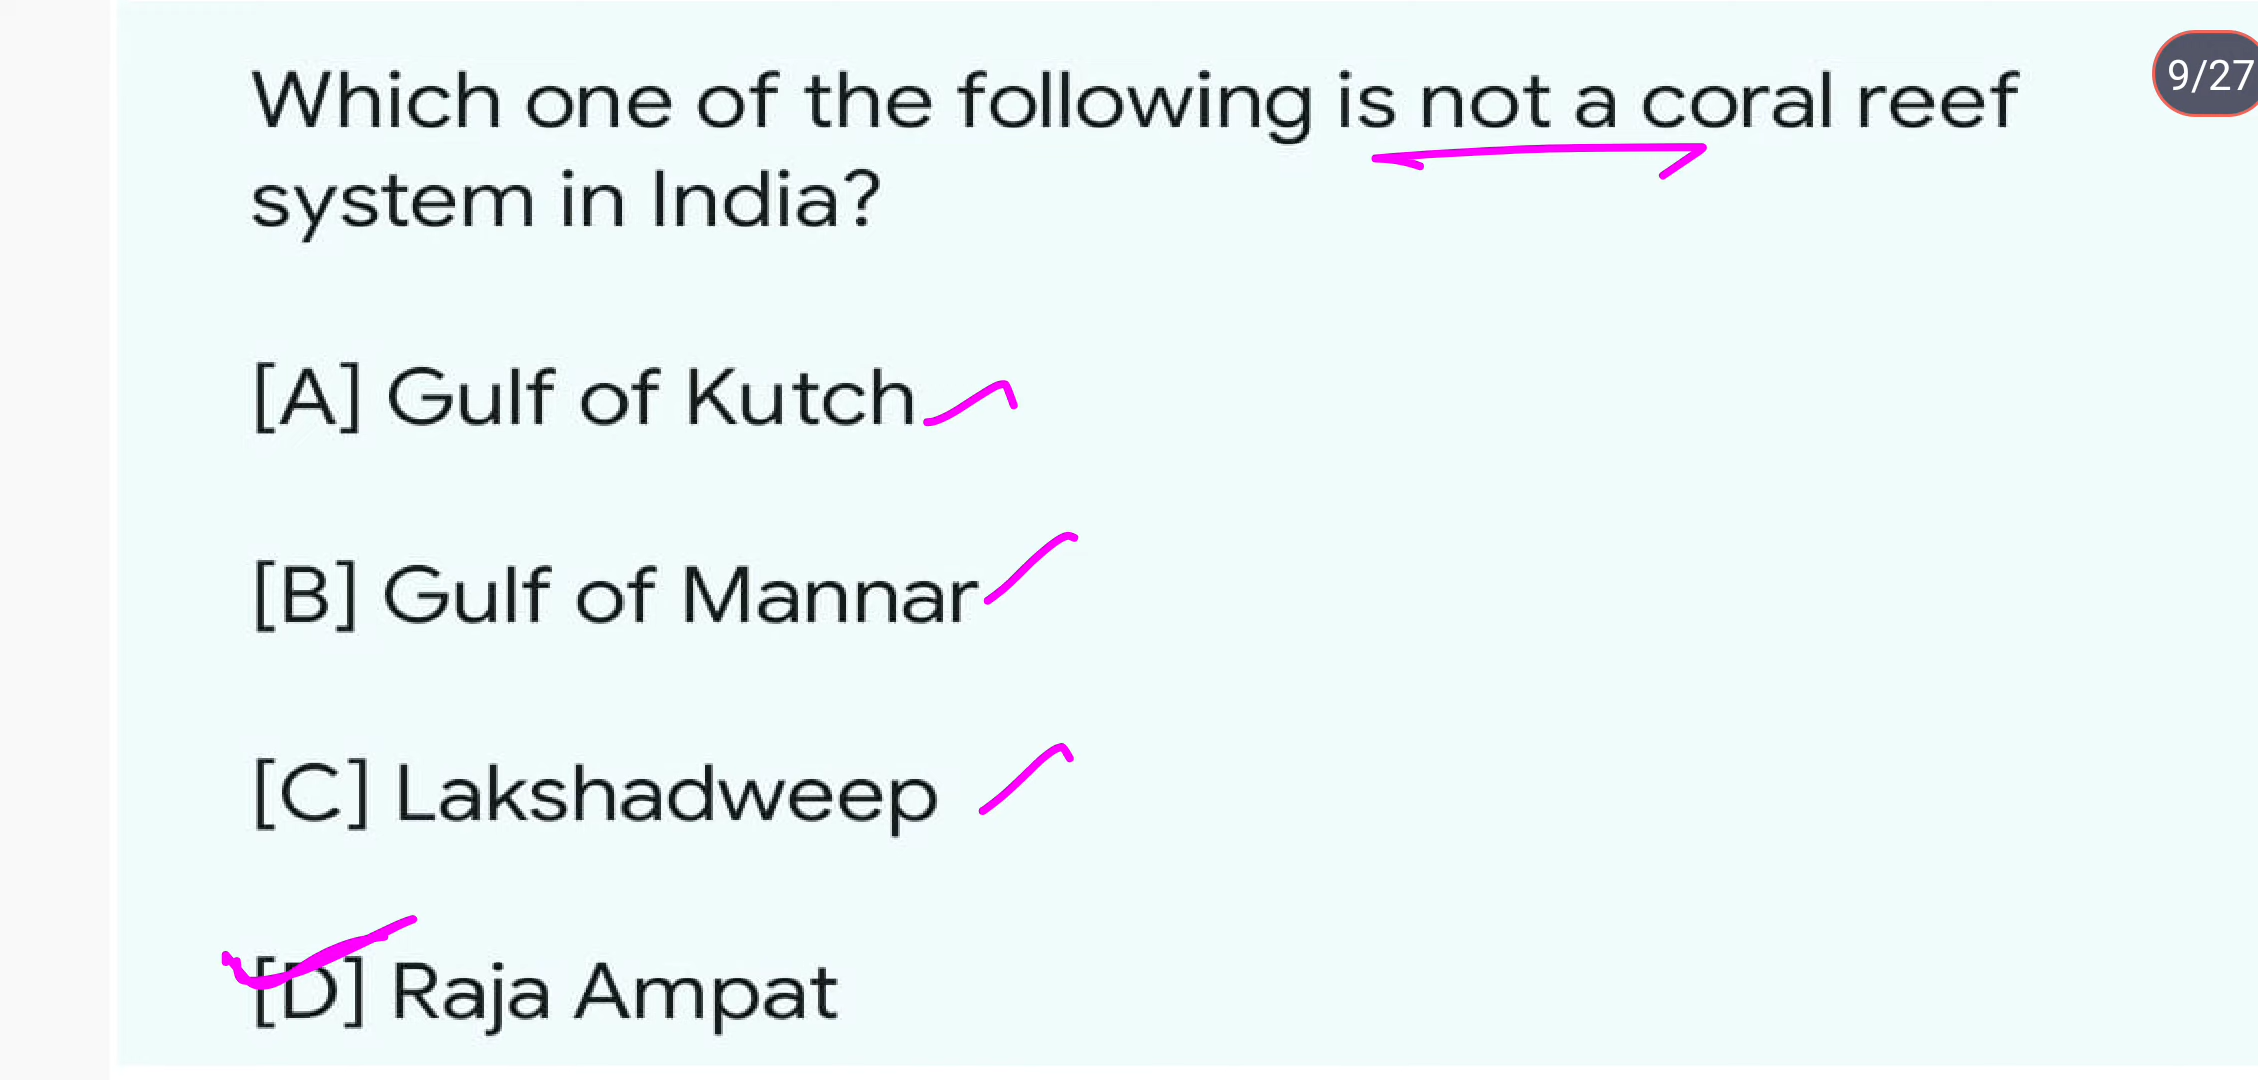 Which one of the following is not a coral reef
9/27
system in India?
[A] Gulf of Kutch
[B] Gulf of Mannar
[C] Lakshadweep
[D] Raja Ampat